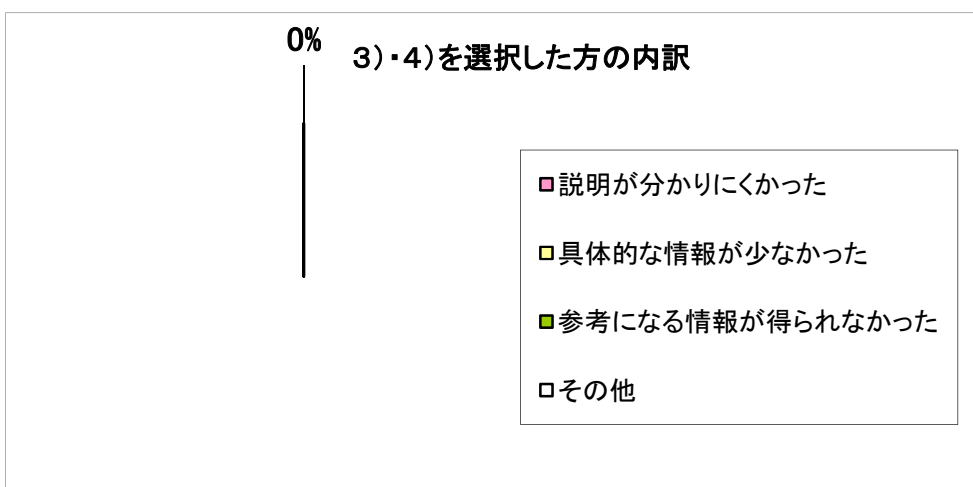 0%
3)・4)を選択した方の内訳
説明が分かりにくかった
具体的な情報が少なかった
参考になる情報が得られなかった
その他